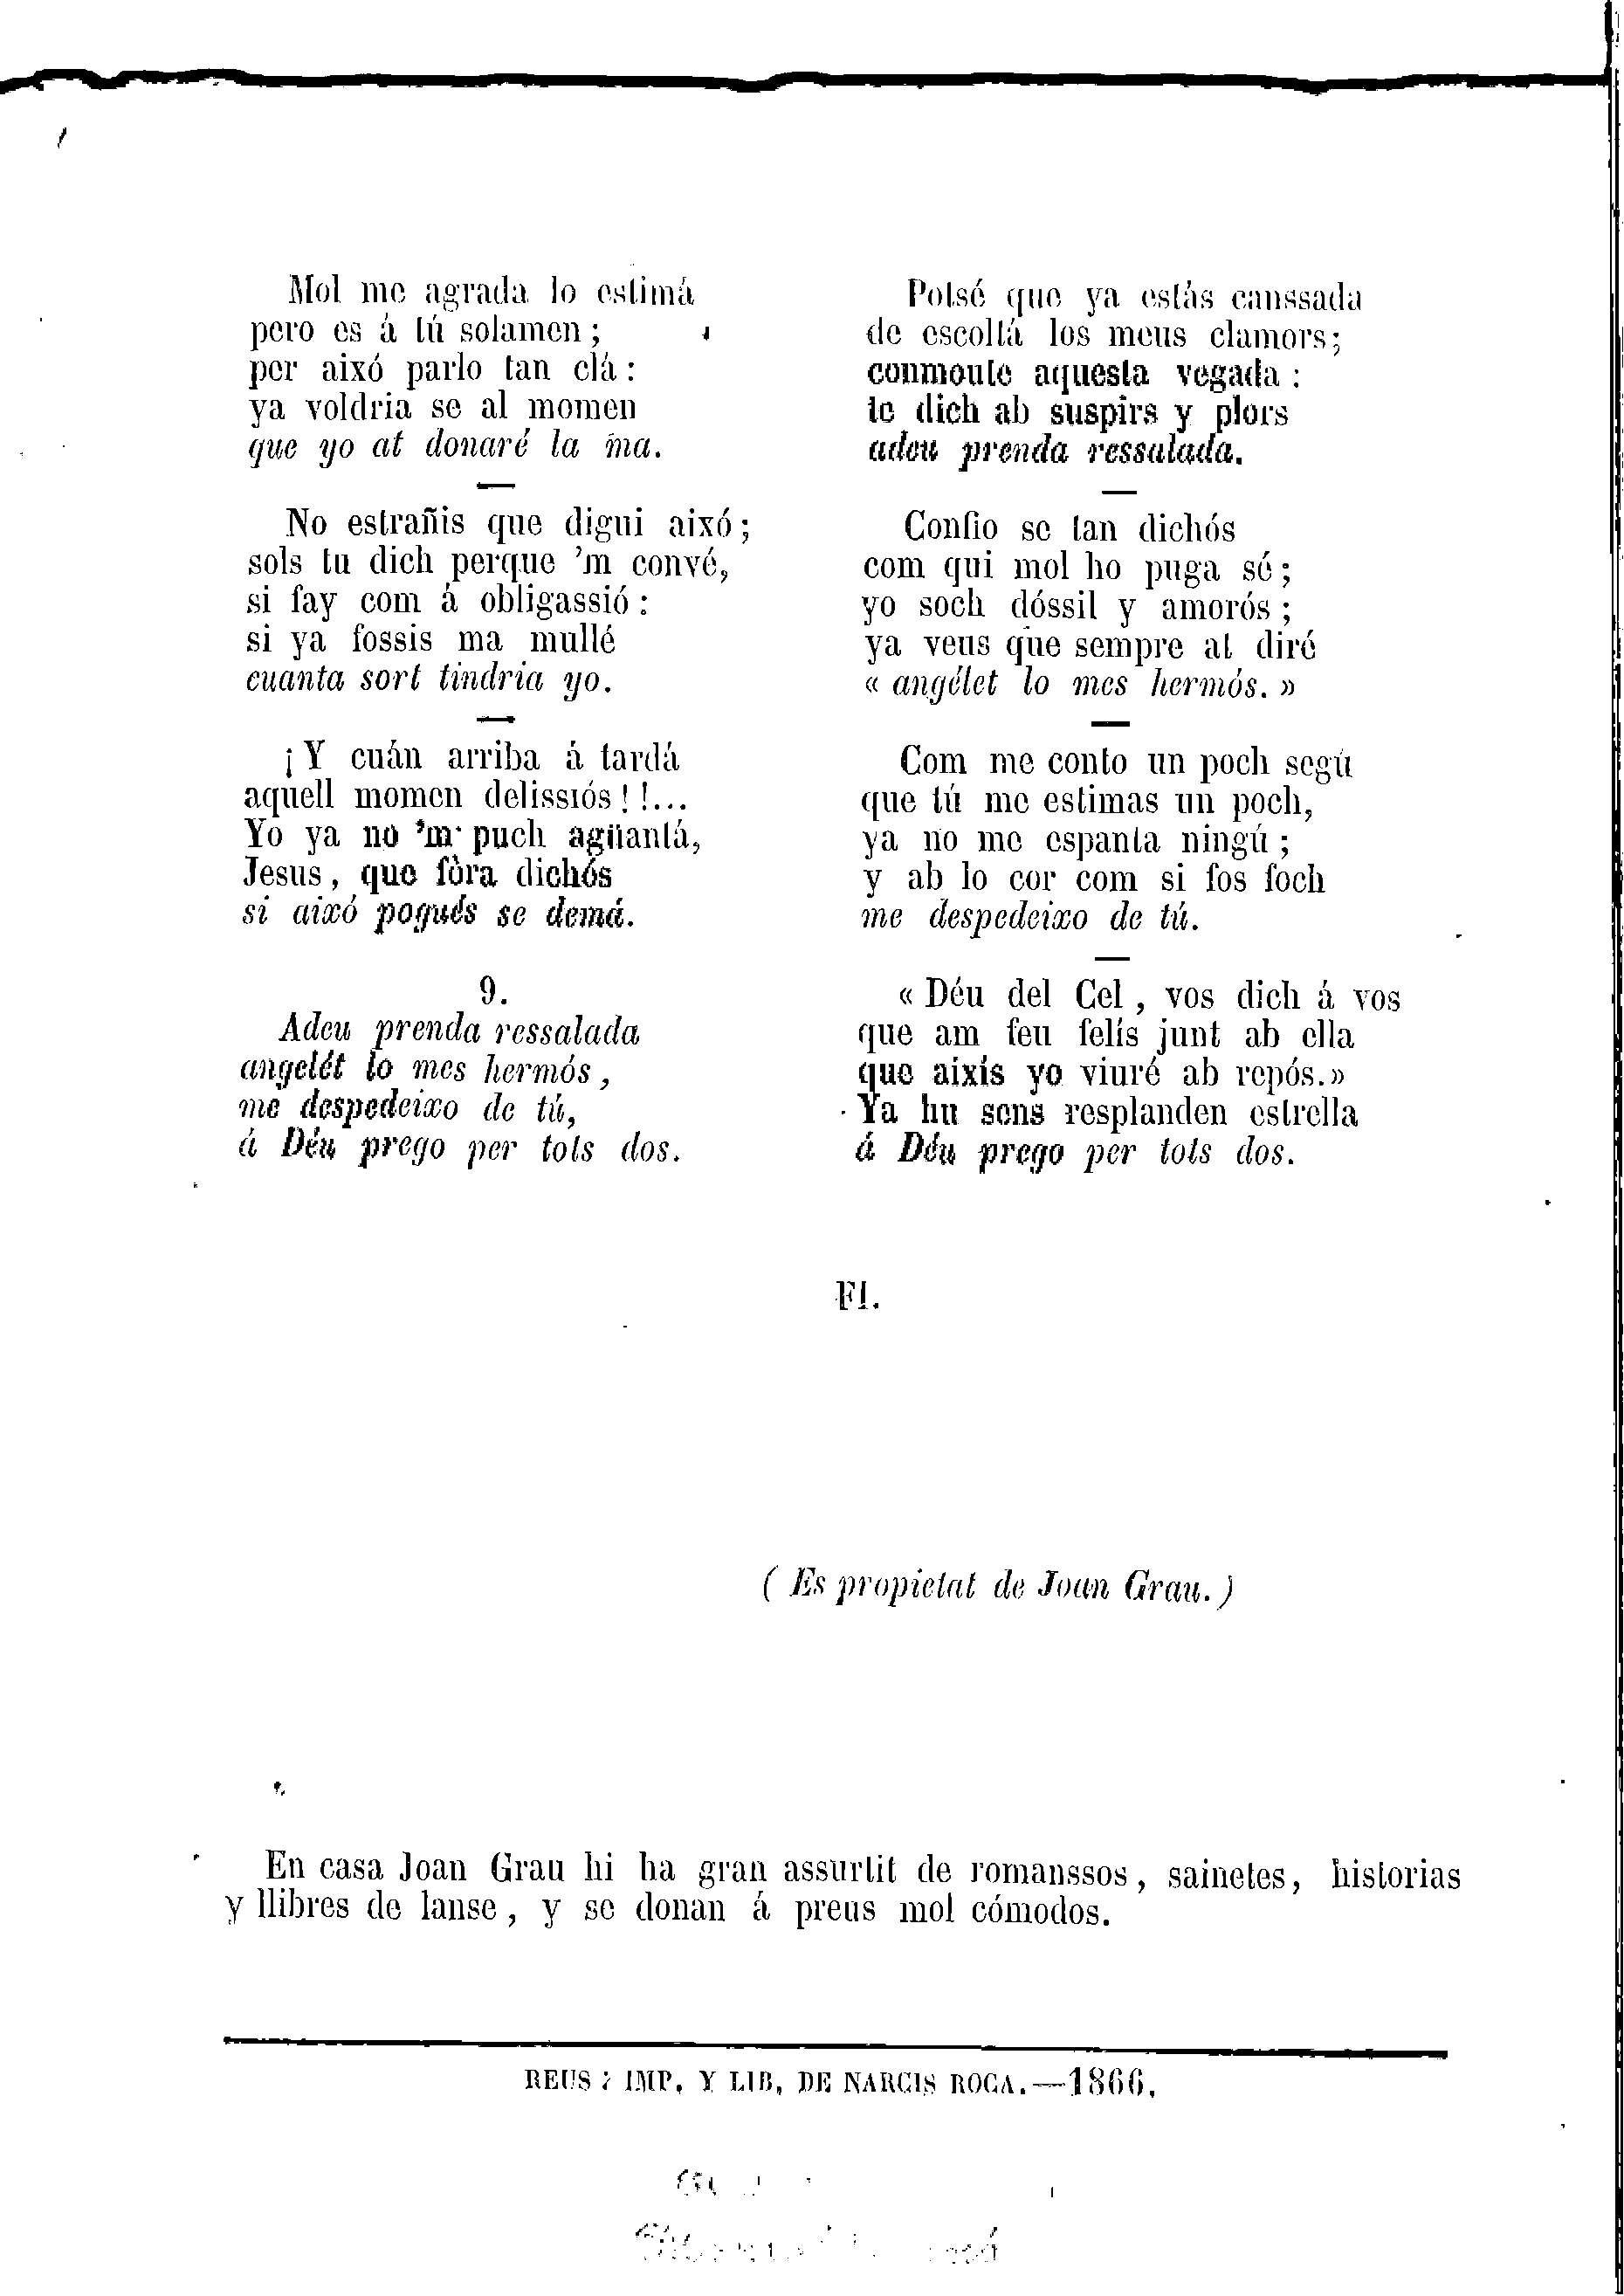 Mol me agrada lo estimá
pero es á tú solamen;
per aixó parlo tan clá:
ya voldria se al momen
que yo at donaré la ma.
No estrañis que digui aixó;
sols tu dich perque 'm convé,
si fay com á obligassió:
si ya fossis ma mullé
cuanta sort tindria yo.
¡Y cuán arriba á tardá
aquell momen delissiós!!...
Yo ya no 'm puch agüantá,
Jesus, que fòra dichós
si aixó pogués se demá.
9.
Adeu prenda ressalada
angelét lo mes hermós,
me despedeixo de tú,
á Déu prego per tots dos.
Potsé que ya estás canssada
de escoltá los meus clamors;
conmoute aquesta vegada:
te dich ab suspirs y plors
adeu prenda ressalada.
Confio se tan dichós
com qui mol ho puga sé;
yo soch dóssil y amorós;
ya veus que sempre at diré
« angélet lo mes hermós. »
Com me conto un poch segú
que tú me estimas un poch,
ya no me espanta ningú;
y ab lo cor com si fos foch
me despedeixo de tú.
« Déu del Cel, vos dich á vos
que am feu felís junt ab ella
que aixis yo viuré ab repós.»
Ya hu sens resplanden estrella
á Déu prego per tots dos.
FI.
( Es propietat de Joan Grau. )
En casa Joan Grau hi ha gran assurtit de romanssos, sainetes, historias
y llibres de lanse, y se donan á preus mol cómodos.
REUS: IMP. Y LIB. DE NARCIS ROCA.—1866.